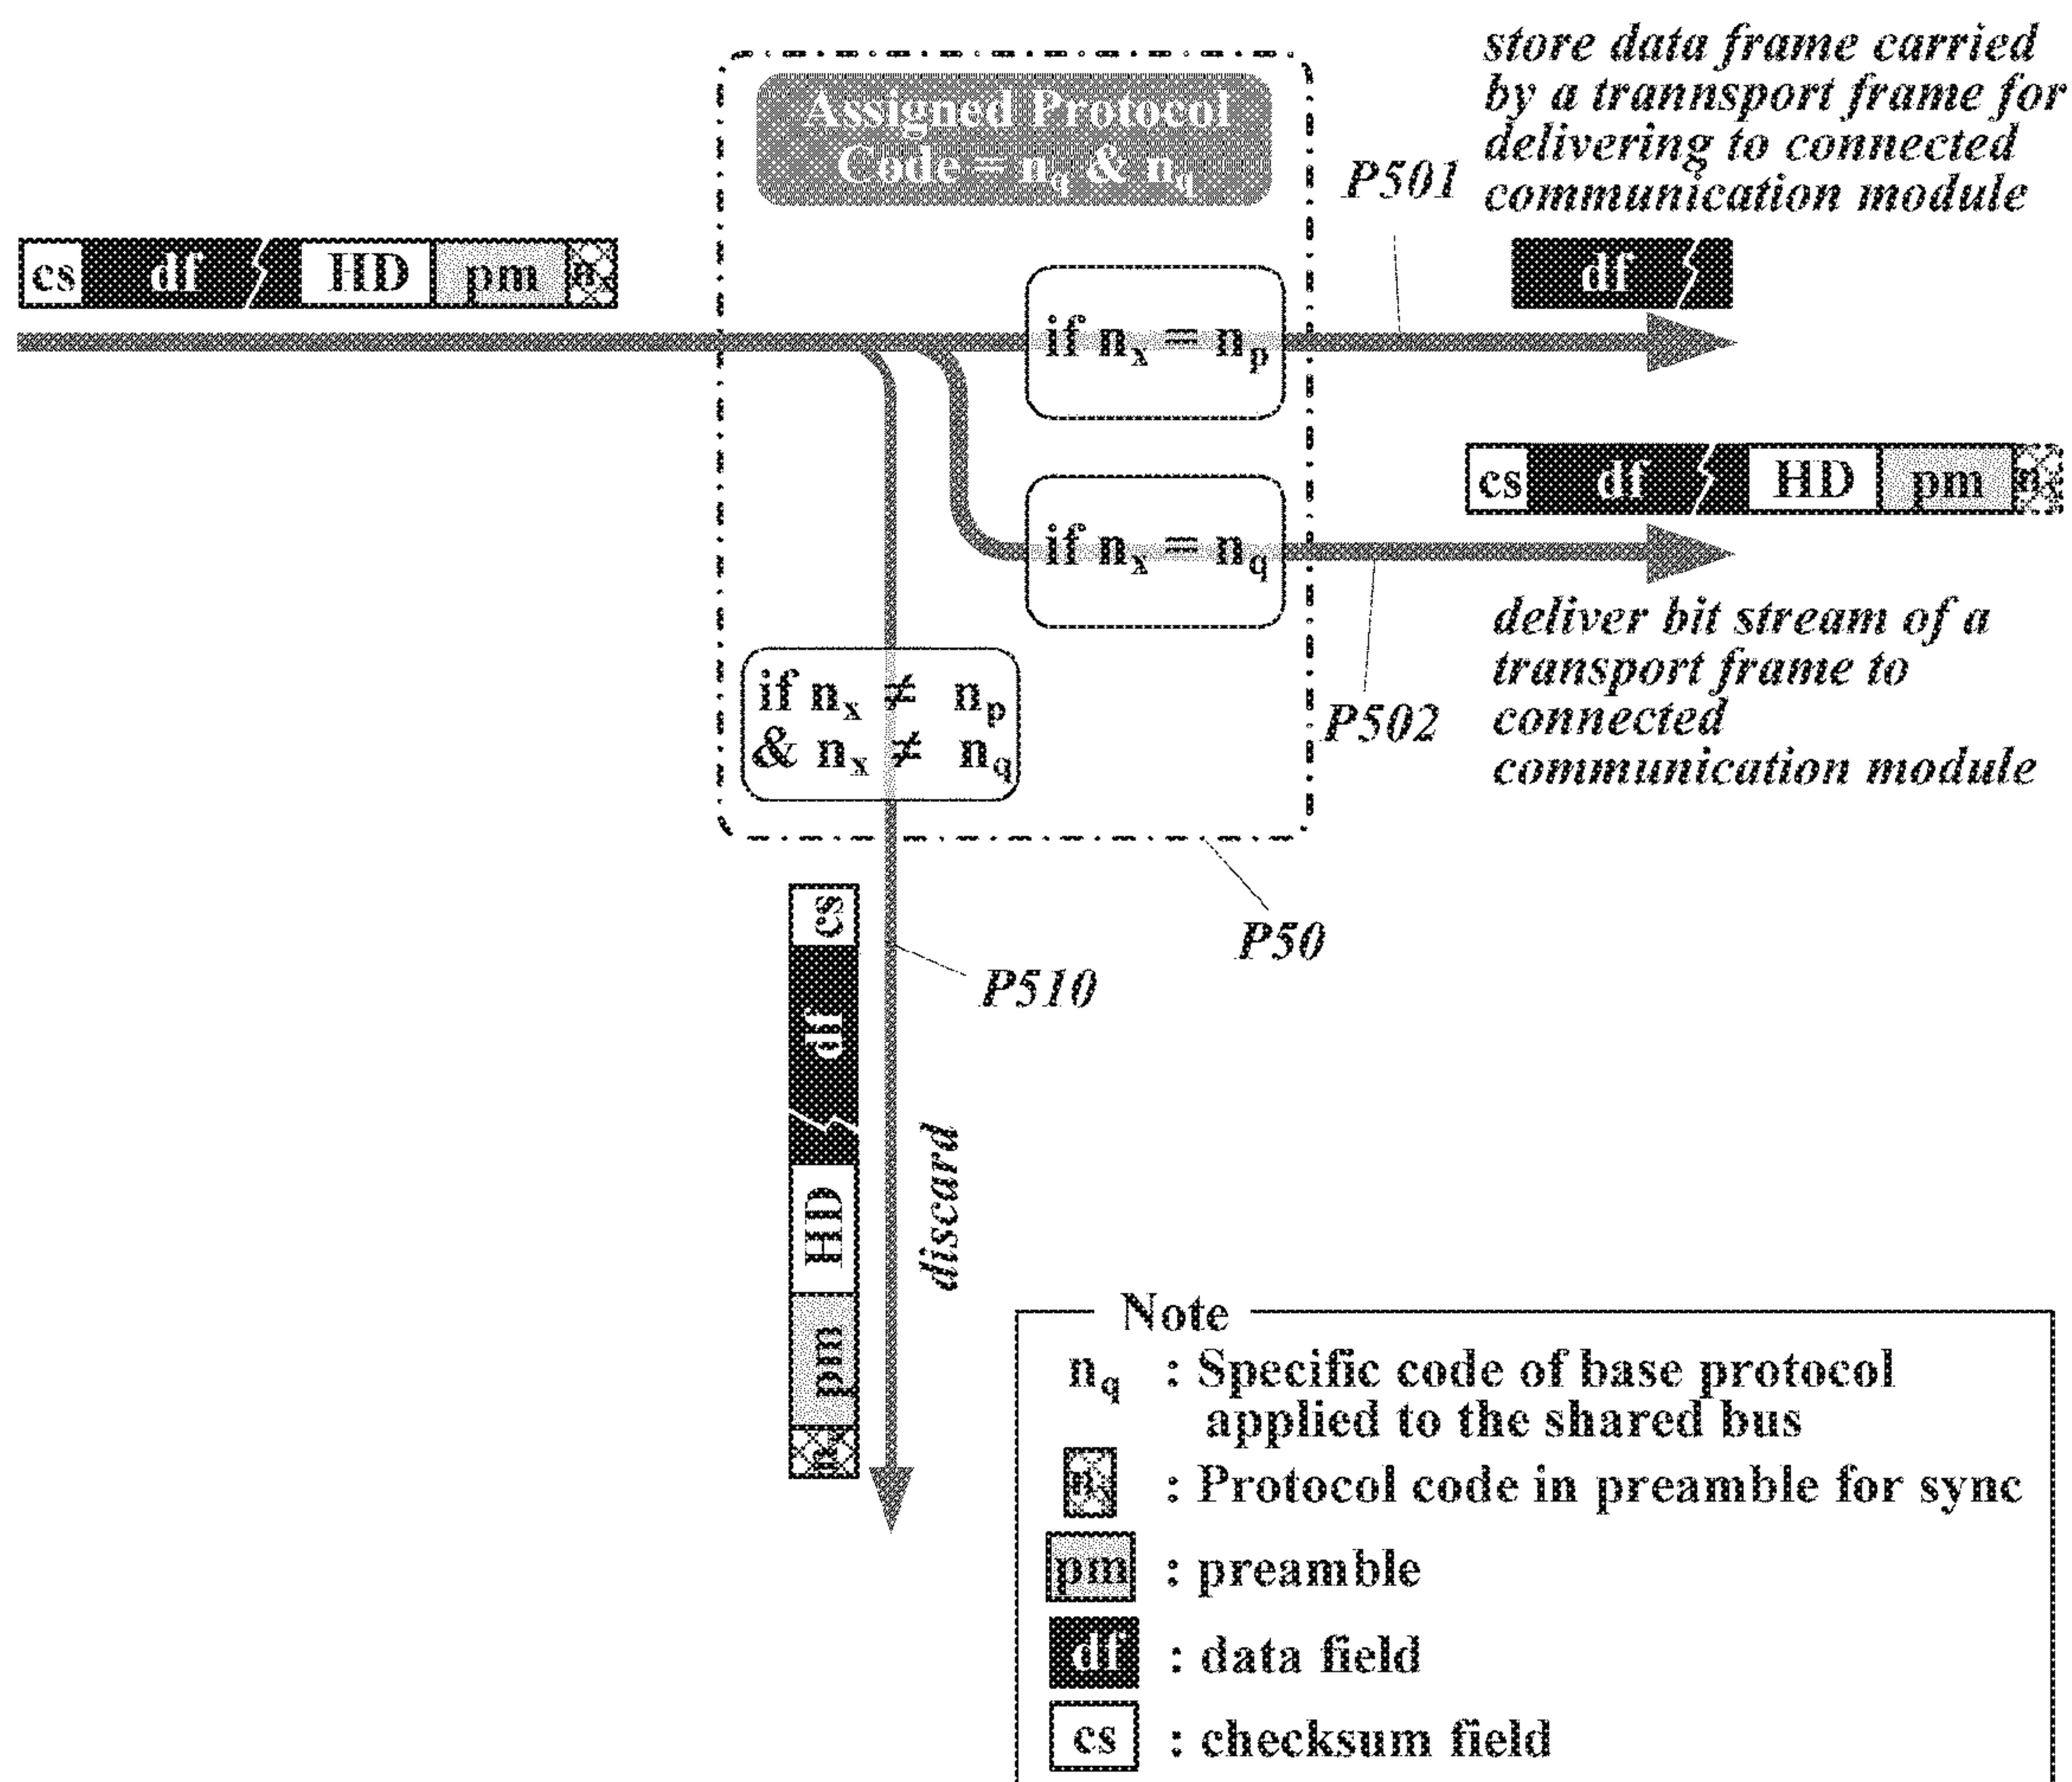 store data frame carried
by a trannsport frame for
delivering to connected
communication module
Assigned Protocol
Code = nq & nq
P501
cs df HD pm nx
df
if nx = np
cs df HD pm
if nx = nq
deliver bit stream of a
transport frame to
connected
communication module
P502
if nx ≠ np
& nx ≠ nq
P50
P510
cs df HD pm
discard
Note
nq : Specific code of base protocol
applied to the shared bus
: Protocol code in preamble for sync
pm : preamble
df : data field
cs : checksum field